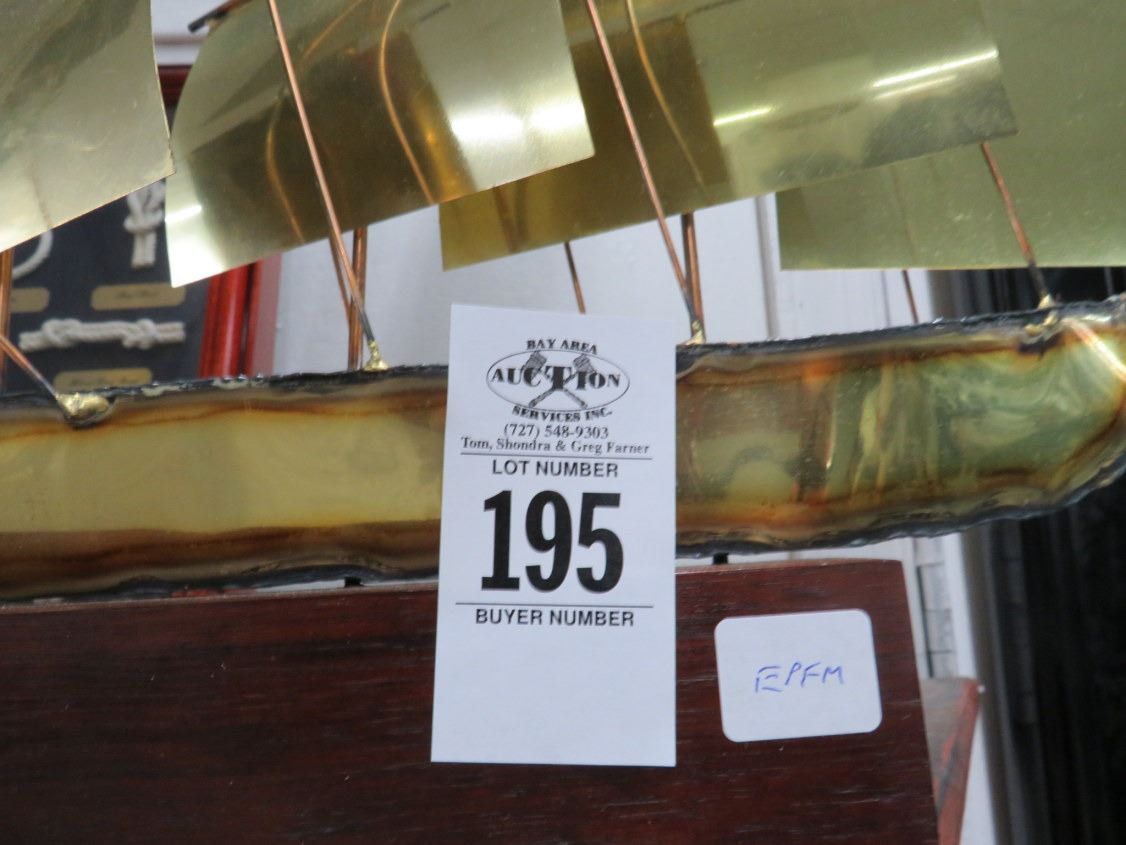 BAY AREA
AUCTION
SERVICES INC.
(727) 548-9303
Tom, Shondra & Greg Farner
LOT NUMBER
195
BUYER NUMBER
EPFM